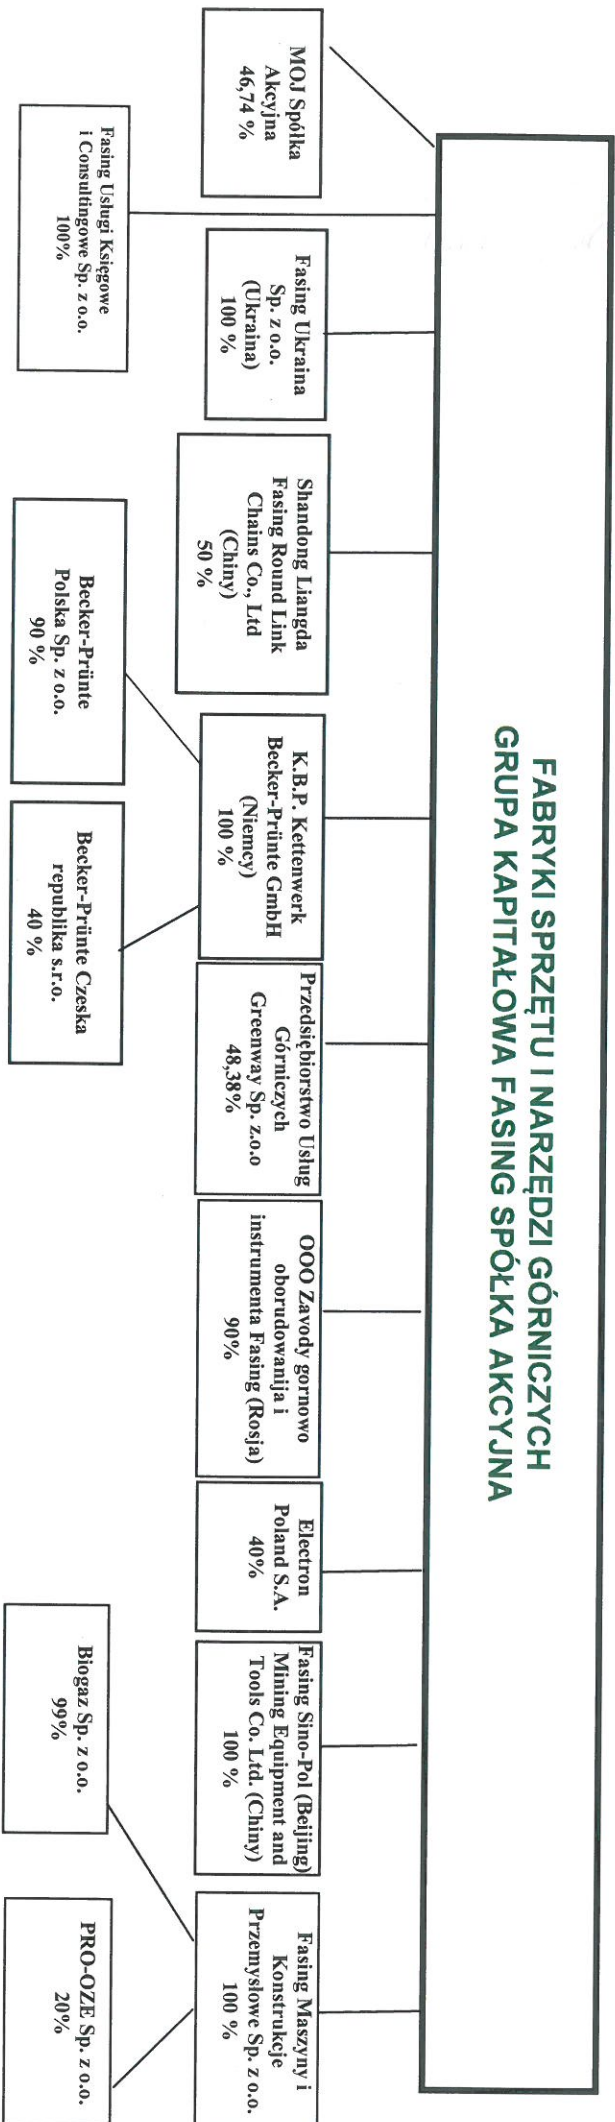 FABRYKI SPRZĘTU I NARZĘDZI GÓRNICZYCH
GRUPA KAPITAŁOWA FASING SPÓŁKA AKCYJNA
MOJ Spółka
Akcyjna
46,74 %
Fasing Ukraina
Sp. z o.o.
(Ukraina)
100 %
Shandong Liangda
Fasing Round Link
Chains Co., Ltd
(Chiny)
50 %
K.B.P. Kettenwerk
Becker-Prünte GmbH
(Niemcy)
100 %
Przedsiębiorstwo Usług
Górniczych
Greenway Sp. z.o.o
48,38%
OOO Zavody gornowo
oborudowanija i
instrumenta Fasing (Rosja)
90%
Electron
Poland S.A.
40%
Fasing Sino-Pol (Beijing)
Mining Equipment and
Tools Co. Ltd. (Chiny)
100 %
Fasing Maszyny i
Konstrukcje
Przemysłowe Sp. z o.o.
100 %
Fasing Usługi Księgowe
i Consultingowe Sp. z o.o.
100%
Becker-Prünte
Polska Sp. z o.o.
90 %
Becker-Prünte Czeska
republika s.r.o.
40 %
Biogaz Sp. z o.o.
99%
PRO-OZE Sp. z o.o.
20%